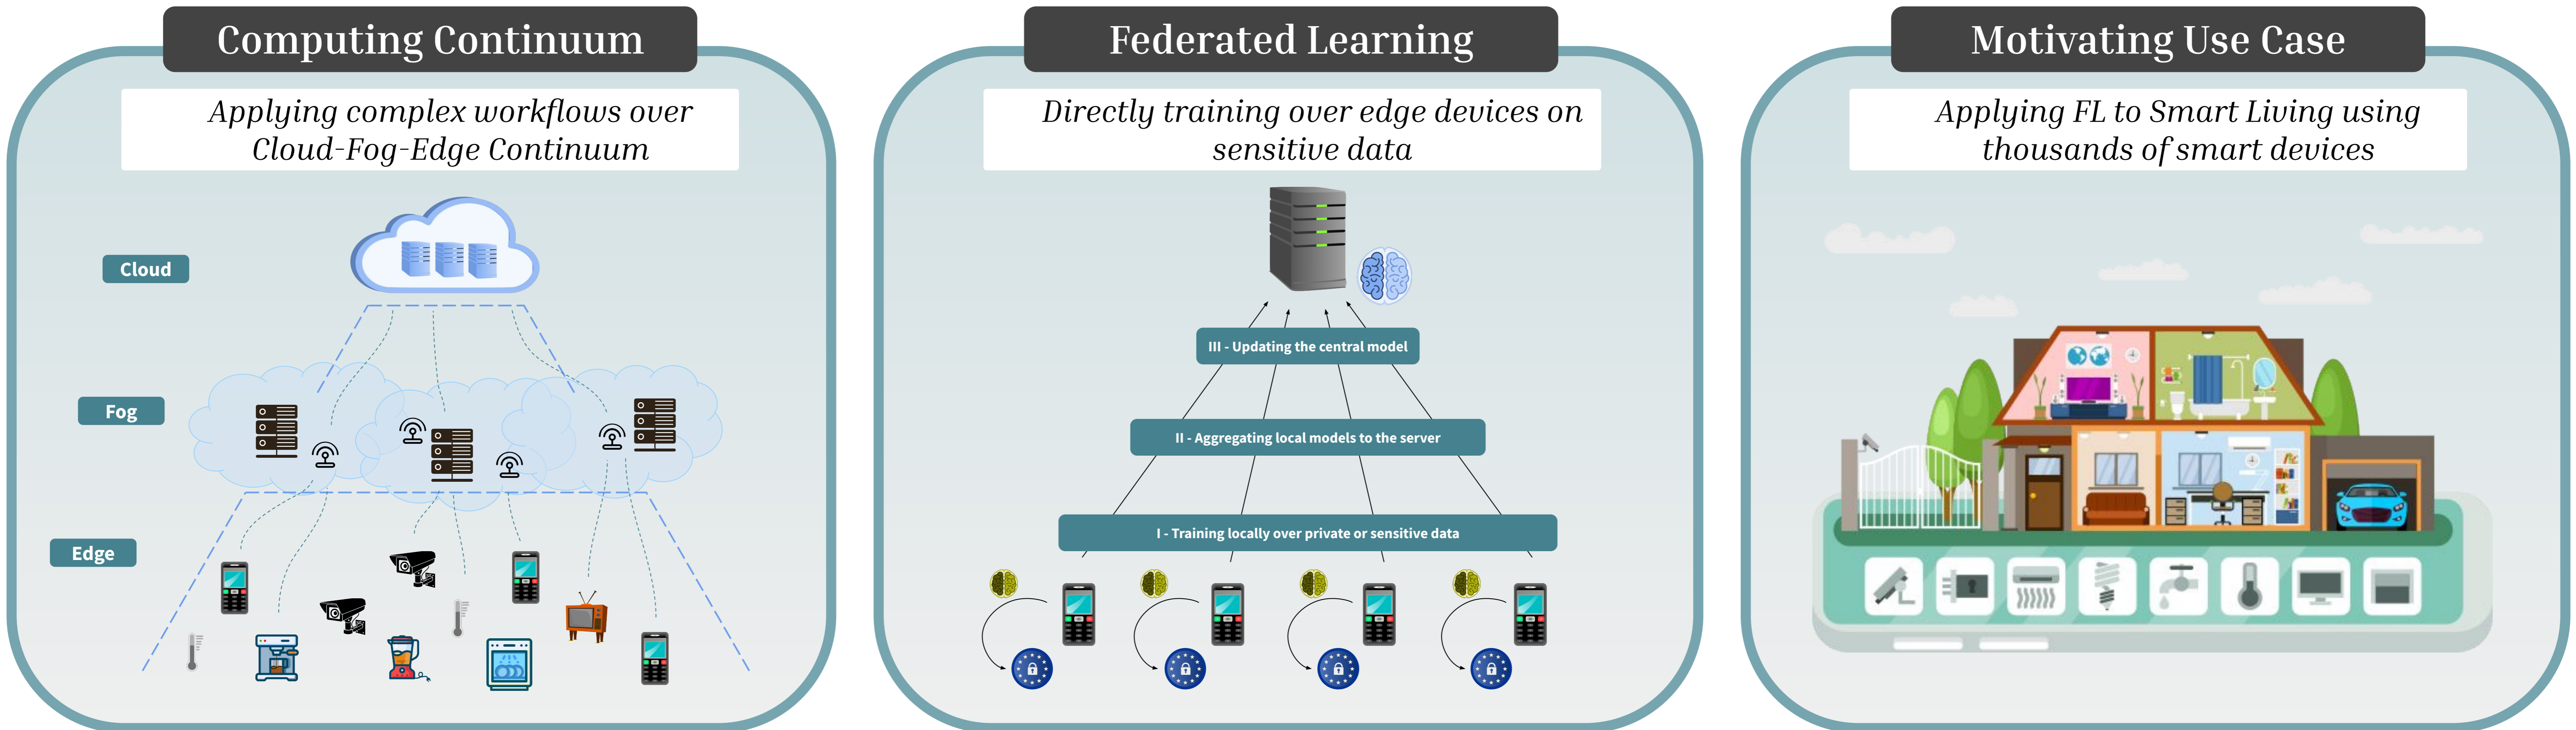 Computing Continuum
Applying complex workflows over
Cloud-Fog-Edge Continuum
Cloud
Fog
Edge
Federated Learning
Directly training over edge devices on
sensitive data
III - Updating the central model
II - Aggregating local models to the server
I - Training locally over private or sensitive data
Motivating Use Case
Applying FL to Smart Living using
thousands of smart devices